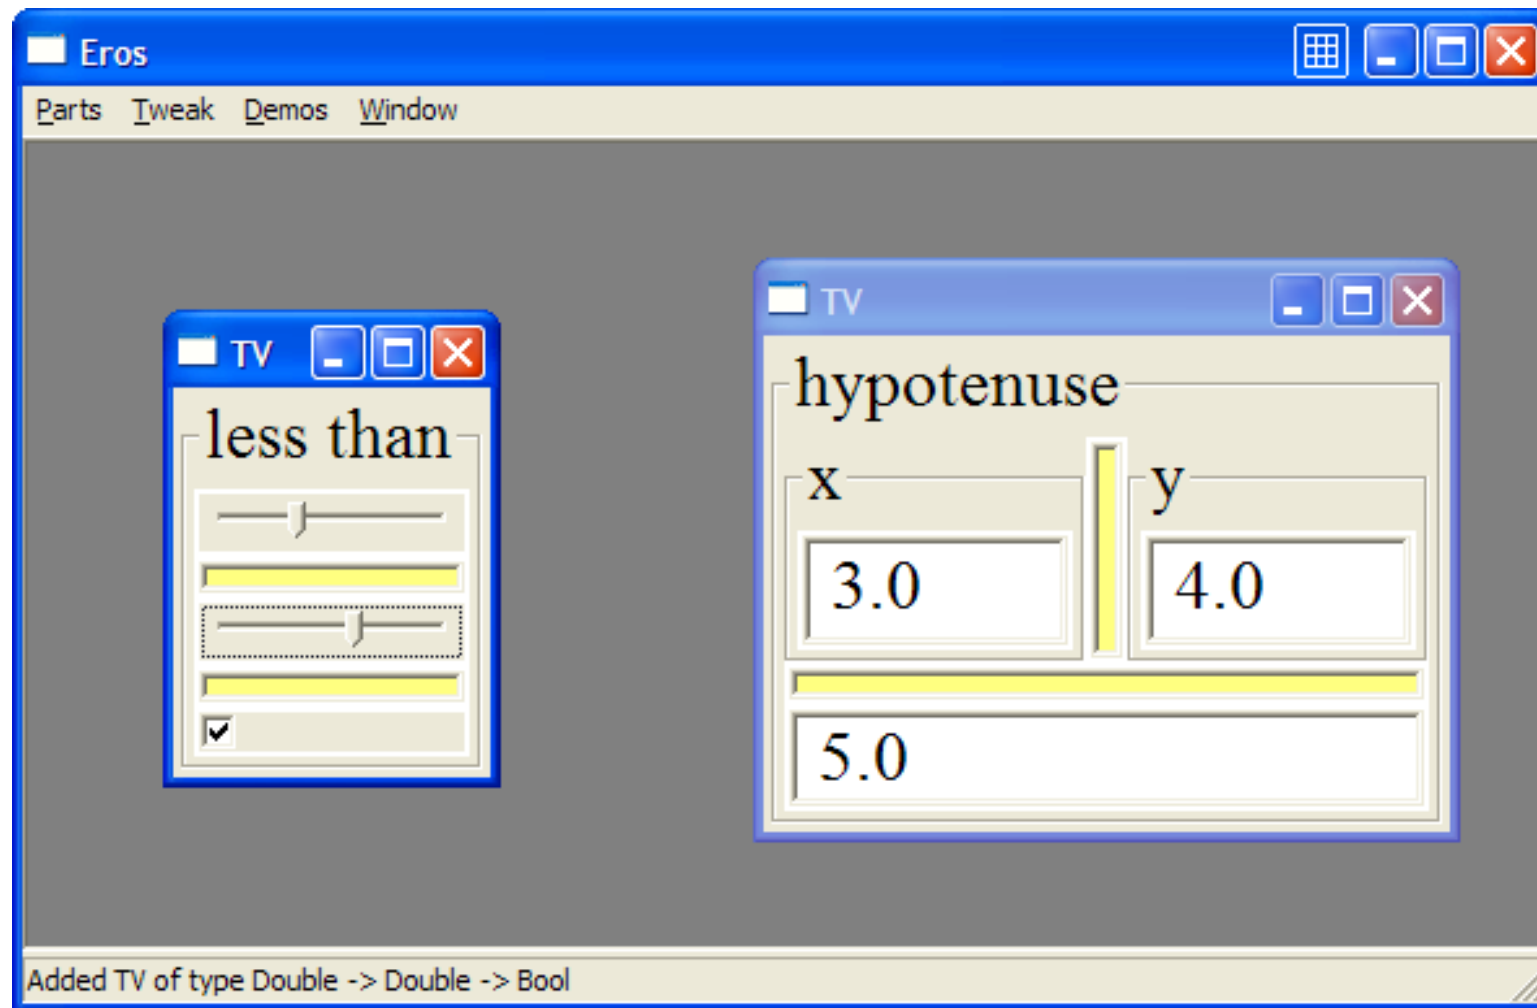 Eros
Parts Tweak Demos Window
TV
less than
TV
hypotenuse
x y
3.0 4.0
5.0
Added TV of type Double -> Double -> Bool